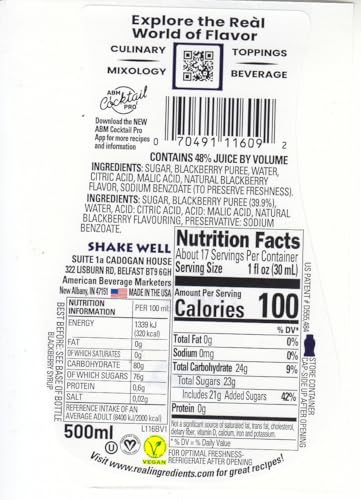 Explore the Reàl
World of Flavor
CULINARY TOPPINGS
MIXOLOGY BEVERAGE
ABM
Cocktail
PRO
Download the NEW
ABM Cocktail Pro
App for more recipes
and information
0 70491 11609 2
CONTAINS 48% JUICE BY VOLUME
INGREDIENTS: SUGAR, BLACKBERRY PUREE, WATER,
CITRIC ACID, MALIC ACID, NATURAL BLACKBERRY
FLAVOR, SODIUM BENZOATE (TO PRESERVE FRESHNESS).
INGREDIENTS: SUGAR, BLACKBERRY PUREE (39.9%),
WATER, ACID: CITRIC ACID, MALIC ACID, NATURAL
BLACKBERRY FLAVOURING, PRESERVATIVE: SODIUM
BENZOATE.
SHAKE WELL
SUITE 1a CADOGAN HOUSE
322 LISBURN RD, BELFAST BT9 6GH
American Beverage Marketers
New Albany, IN 47151 MADE IN THE USA
NUTRITION INFORMATION PER 100 ml
ENERGY 1339 kJ
(320 kcal)
FAT 0g
OF WHICH SATURATES 0g
CARBOHYDRATE 80g
OF WHICH SUGARS 76g
PROTEIN 0,6g
SALT 0,02g
REFERENCE INTAKE OF AN
AVERAGE ADULT (8400 kJ/2000 kcal)
500ml L116BV1
BEST BEFORE: SEE BASE OF BOTTLE
BLACKBERRY SYRUP
Nutrition Facts
About 17 Servings Per Container
Serving Size 1 fl oz (30 mL)
Amount Per Serving
Calories 100
% DV*
Total Fat 0g 0%
Sodium 0mg 0%
Total Carbohydrate 24g 9%
Total Sugars 23g
Includes 21g Added Sugars 42%
Protein 0g
Not a significant source of saturated fat, trans fat, cholesterol,
dietary fiber, vitamin D, calcium, iron and potassium.
* % DV = % Daily Value
STORE CONTAINER
CAP SIDE UP AFTER OPENING
U
V
VEGAN
FOR OPTIMAL FRESHNESS-
REFRIGERATE AFTER OPENING
Visit www.realingredients.com for great recipes!